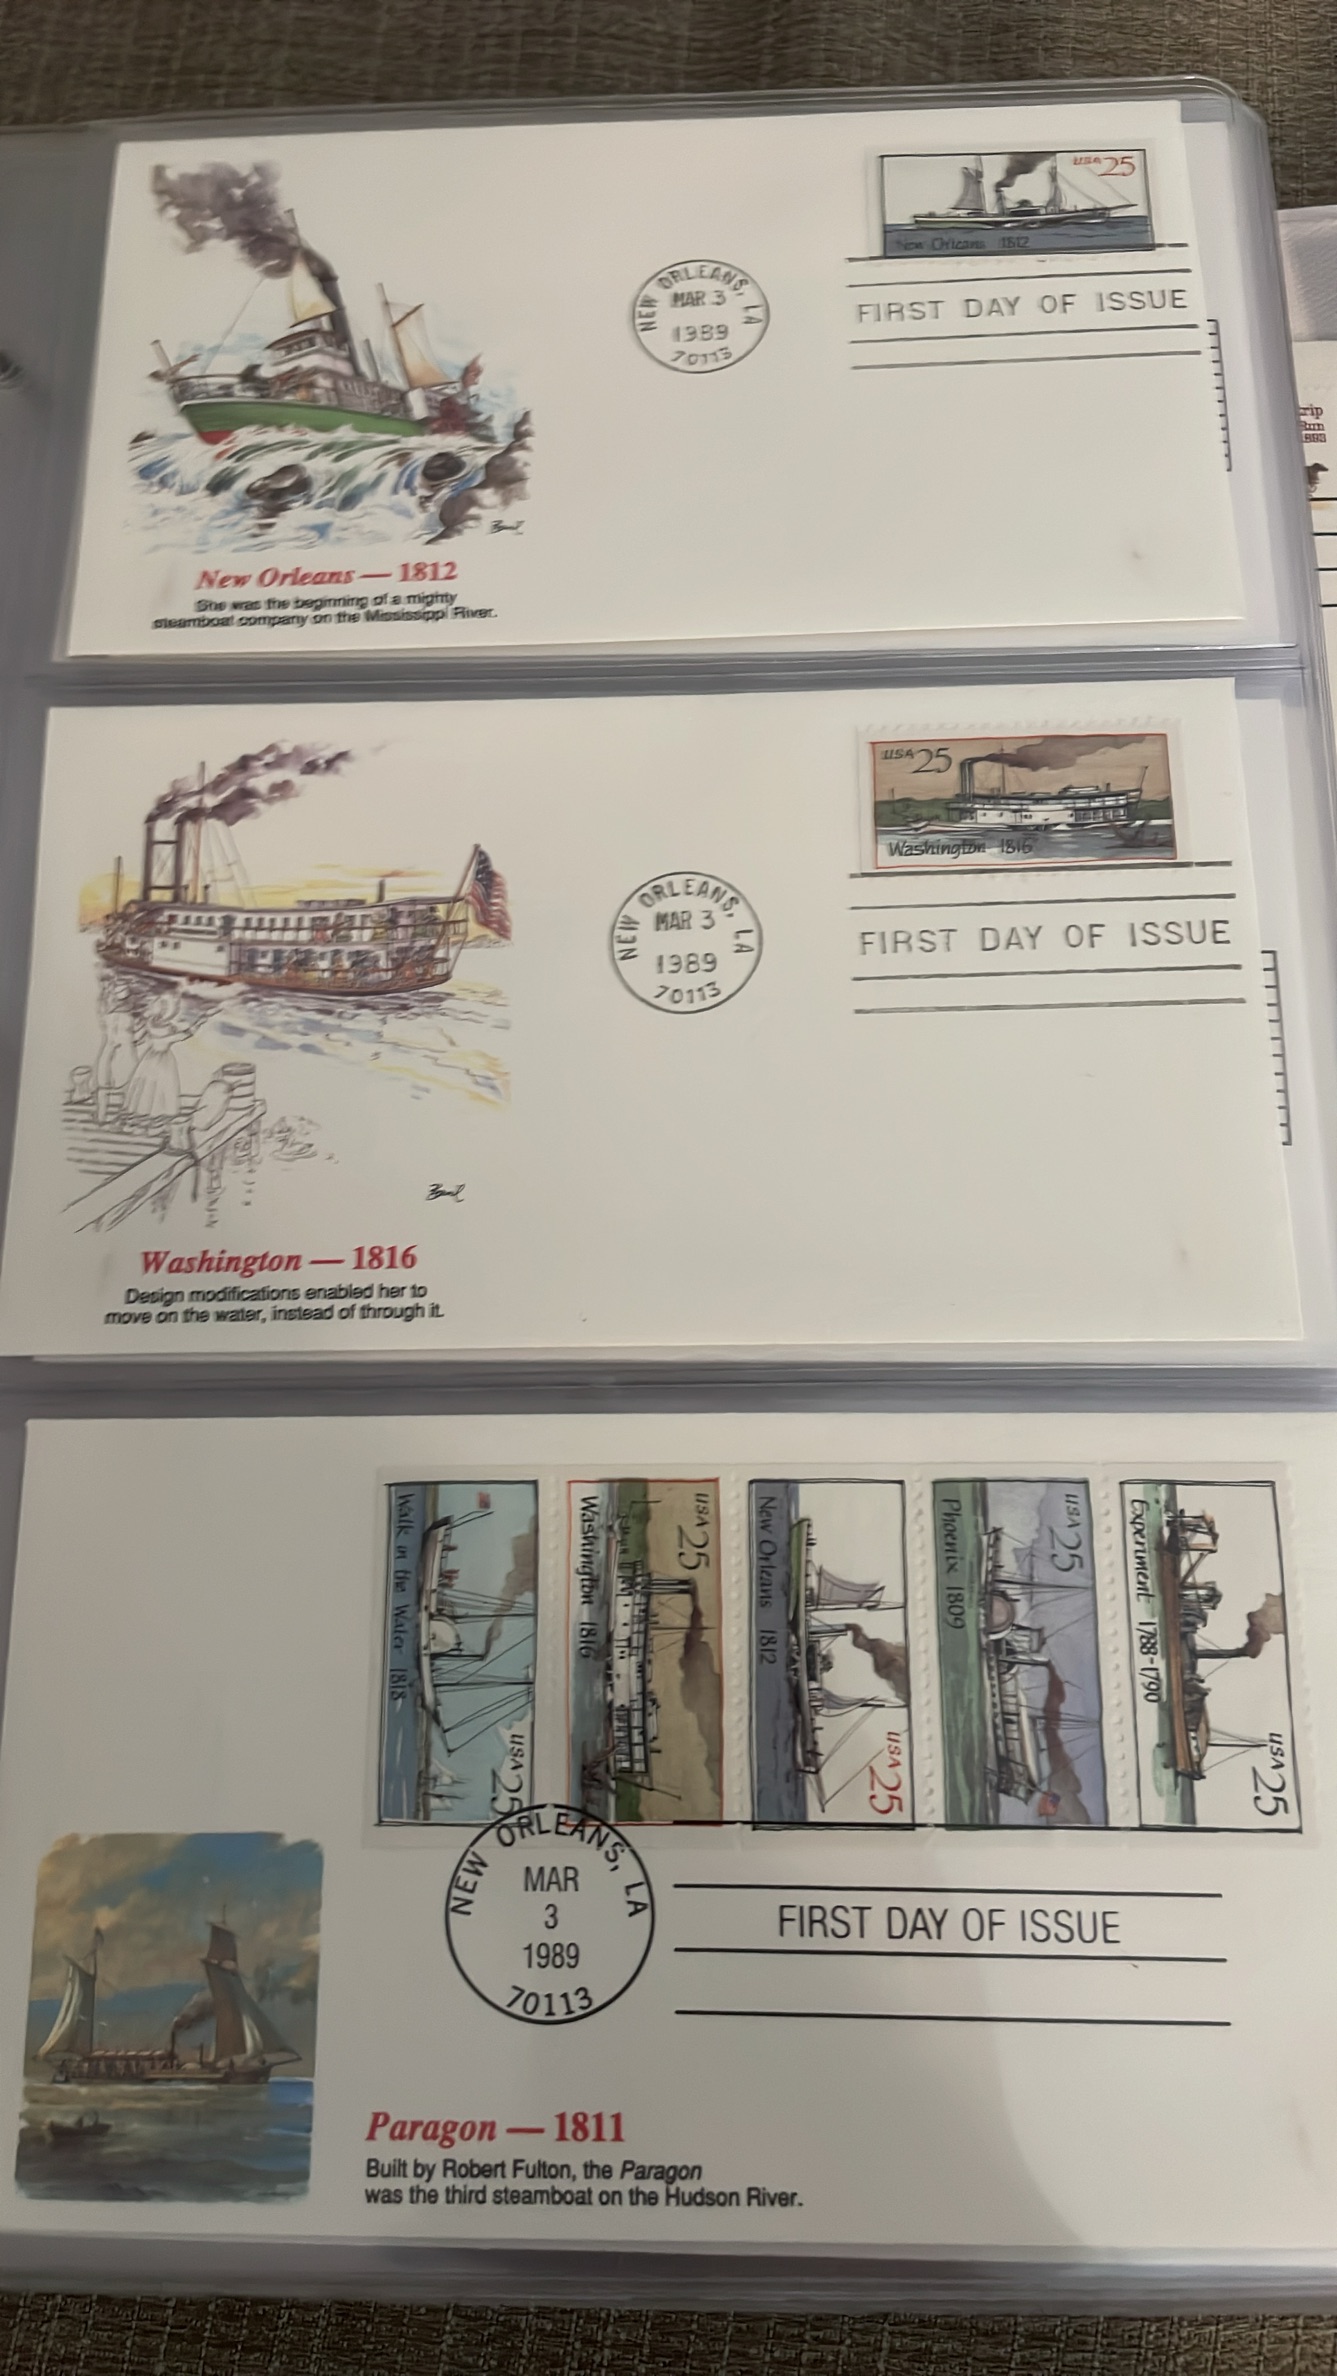 USA 25
New Orleans 1812
NEW ORLEANS, LA
MAR 3
1989
70113
FIRST DAY OF ISSUE
New Orleans — 1812
She was the beginning of a mighty
steamboat company on the Mississippi River.
rip
Run
1893
USA 25
Washington 1816
NEW ORLEANS, LA
MAR 3
1989
70113
FIRST DAY OF ISSUE
Washington — 1816
Design modifications enabled her to
move on the water, instead of through it.
Walk in the Water 1818
USA 25
Washington 1816
USA 25
New Orleans 1812
USA 25
Phoenix 1809
USA 25
Experiment 1788-1790
USA 25
NEW ORLEANS, LA
MAR
3
1989
70113
FIRST DAY OF ISSUE
Paragon — 1811
Built by Robert Fulton, the Paragon
was the third steamboat on the Hudson River.